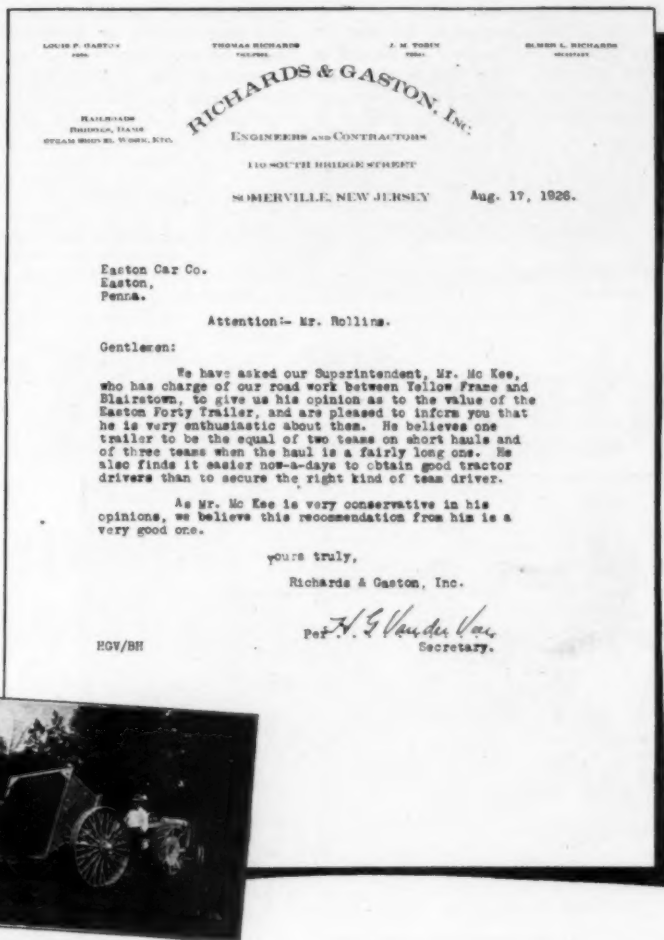 LOUIS P. GASTON
PRES.
THOMAS RICHARDS
VICE-PRES.
J. M. TOBIN
TREAS.
ELMER L. RICHARDS
SECRETARY
RICHARDS & GASTON, INC.
RAILROADS
BRIDGES, DAMS
STEAM SHOVEL WORK, ETC.
ENGINEERS AND CONTRACTORS
110 SOUTH BRIDGE STREET
SOMERVILLE, NEW JERSEY
Aug. 17, 1926.
Easton Car Co.
Easton,
Penna.
Attention:- Mr. Rollins.
Gentlemen:
We have asked our Superintendent, Mr. Mc Kee,
who has charge of our road work between Yellow Frame and
Blairstown, to give us his opinion as to the value of the
Easton Forty Trailer, and are pleased to inform you that
he is very enthusiastic about them. He believes one
trailer to be the equal of two teams on short hauls and
of three teams when the haul is a fairly long one. He
also finds it easier now-a-days to obtain good tractor
drivers than to secure the right kind of team driver.
As Mr. Mc Kee is very conservative in his
opinions, we believe this recommendation from him is a
very good one.
yours truly,
Richards & Gaston, Inc.
Per H. G Van der Vær
Secretary.
HGV/BH